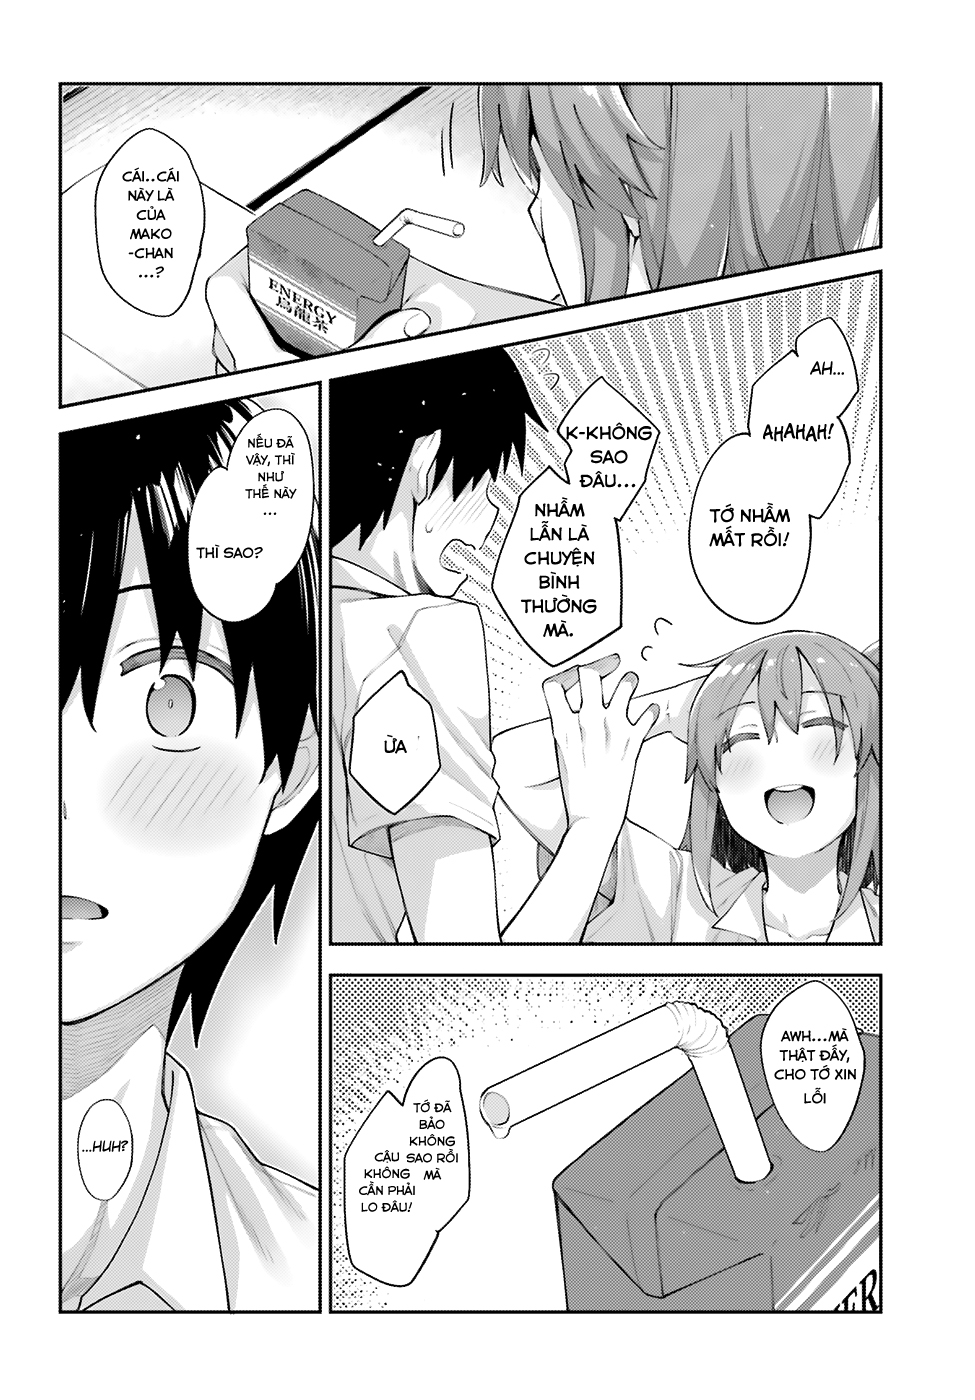 CÁI..CÁI
NÀY LÀ
CỦA
MAKO
-CHAN
...?
ENERGY
烏龍茶
AH...
AHAHAH!
TỚ NHẦM
MẤT RỒI!
K-KHÔNG
SAO
ĐÂU...
NHẦM
LẪN LÀ
CHUYỆN
BÌNH
THƯỜNG
MÀ.
ỪA
NẾU ĐÃ
VẬY, THÌ
NHƯ
THẾ NÀY
...
THÌ SAO?
...HUH?
AWH...MÀ
THẬT ĐẤY,
CHO TỚ XIN
LỖI
TỚ ĐÃ
BẢO
KHÔNG
CẬU SAO RỒI
KHÔNG MÀ
CẦN PHẢI
LO ĐÂU!
ER